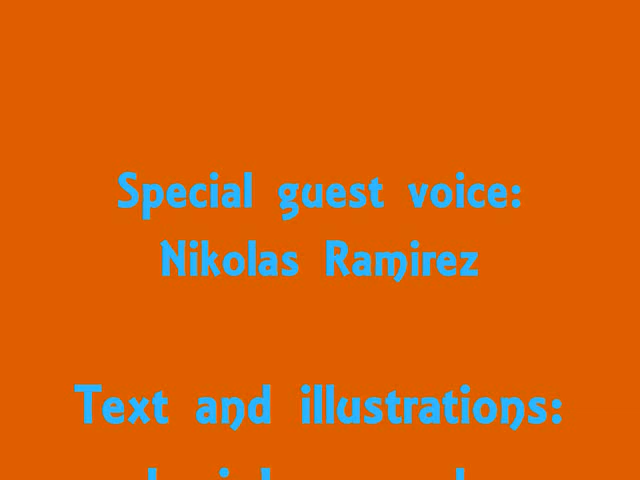 Special guest voice:
Nikolas Ramirez
Text and illustrations: